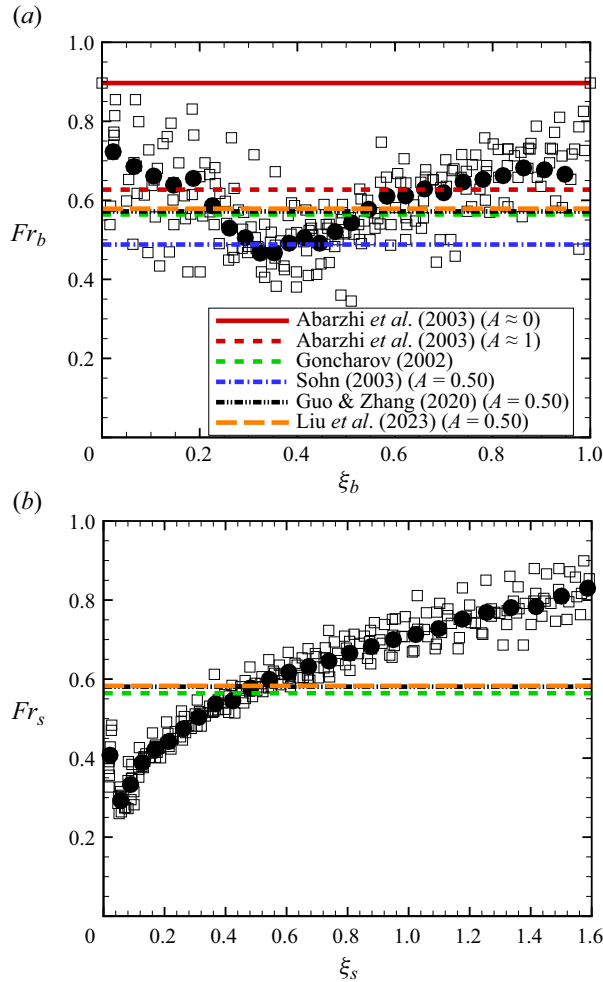 (a)
1.0
0.8
0.6
Fr_b
0.4
0.2
Abarzhi et al. (2003) (A ≈ 0)
Abarzhi et al. (2003) (A ≈ 1)
Goncharov (2002)
Sohn (2003) (A = 0.50)
Guo & Zhang (2020) (A = 0.50)
Liu et al. (2023) (A = 0.50)
0 0.2 0.4 0.6 0.8 1.0
ξ_b
(b)
1.0
0.8
0.6
Fr_s
0.4
0.2
0 0.2 0.4 0.6 0.8 1.0 1.2 1.4 1.6
ξ_s